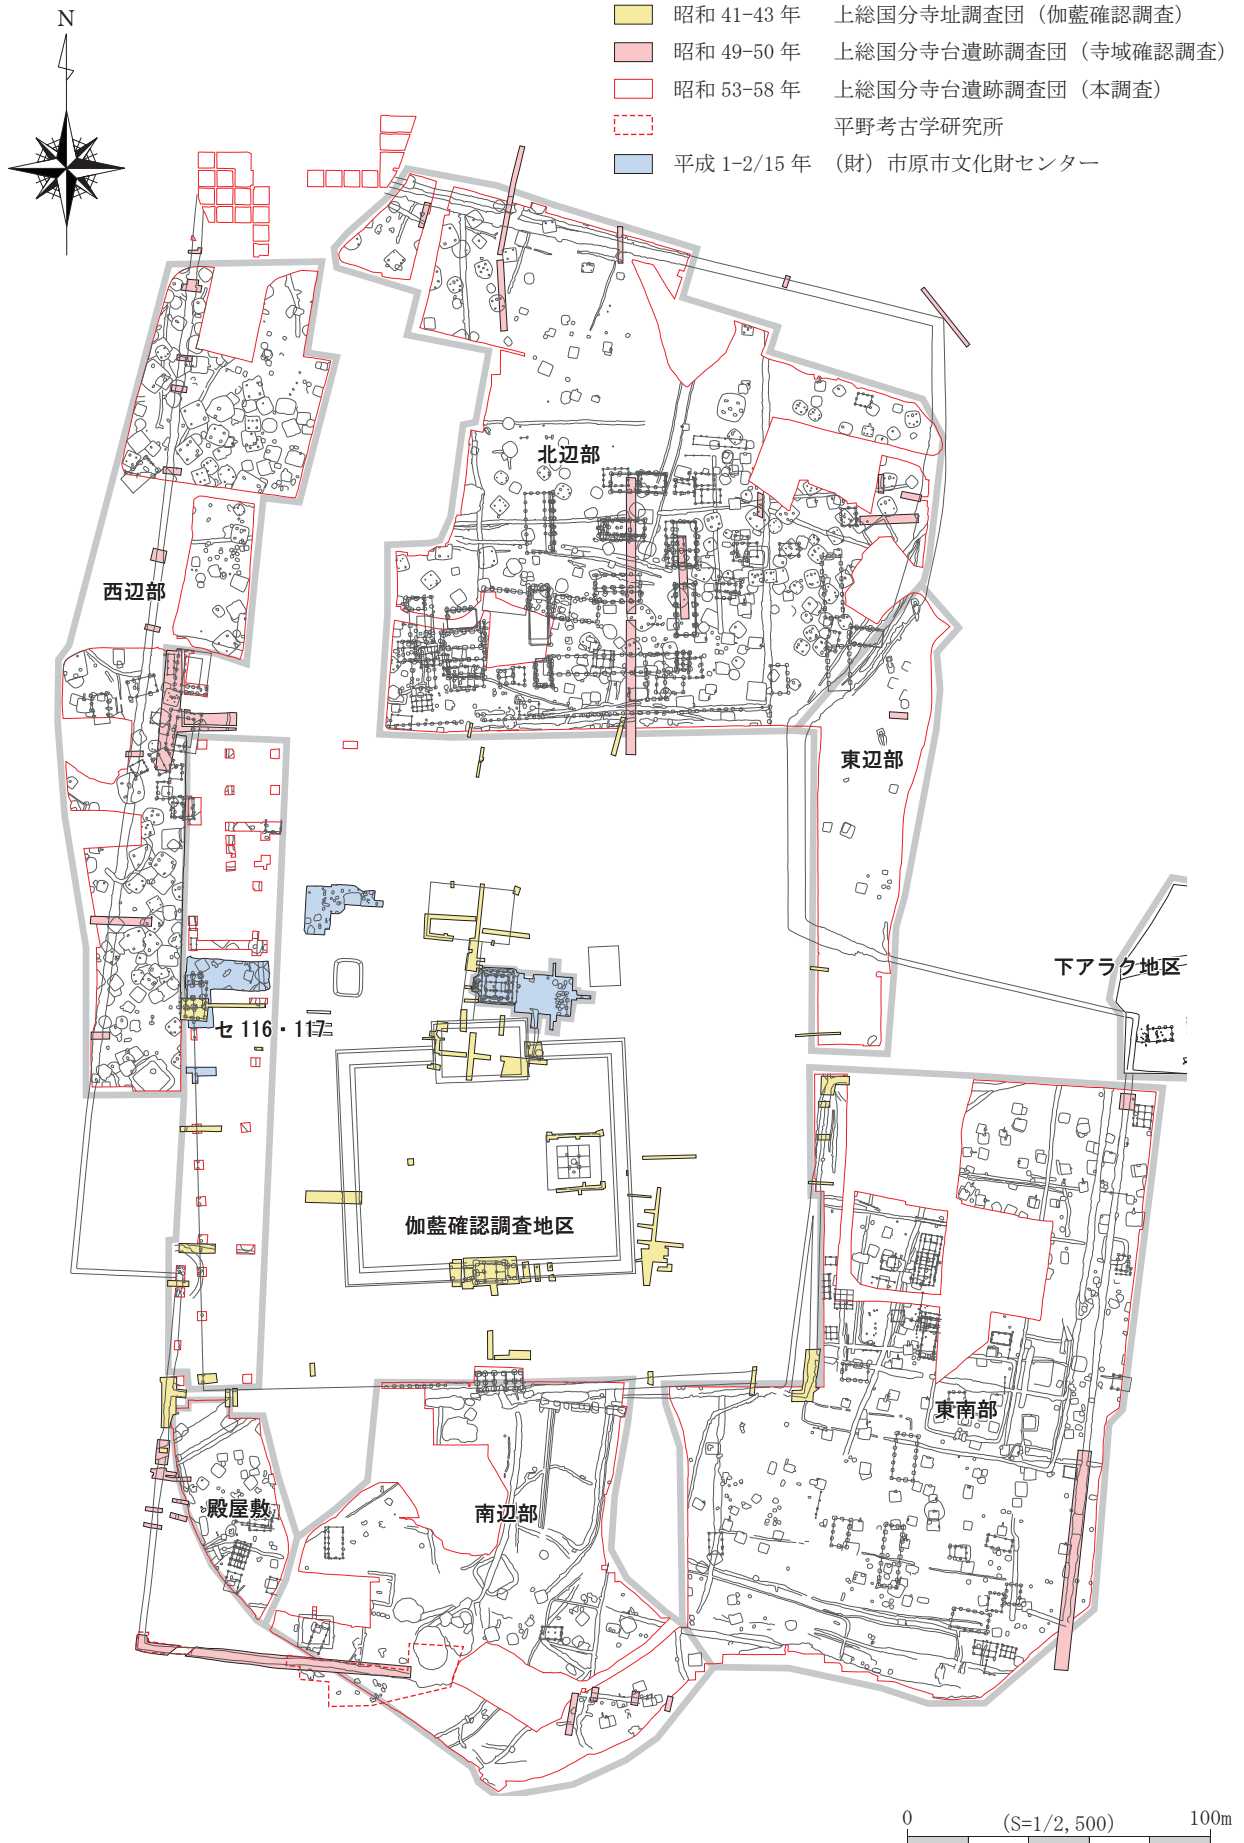 N
昭和 41-43 年 上総国分寺址調査団（伽藍確認調査）
昭和 49-50 年 上総国分寺台遺跡調査団（寺域確認調査）
昭和 53-58 年 上総国分寺台遺跡調査団（本調査）
平野考古学研究所
平成 1-2/15 年 （財）市原市文化財センター
北辺部
西辺部
東辺部
下アラク地区
セ 116・117
伽藍確認調査地区
東南部
殿屋敷
南辺部
0 (S=1/2,500) 100m